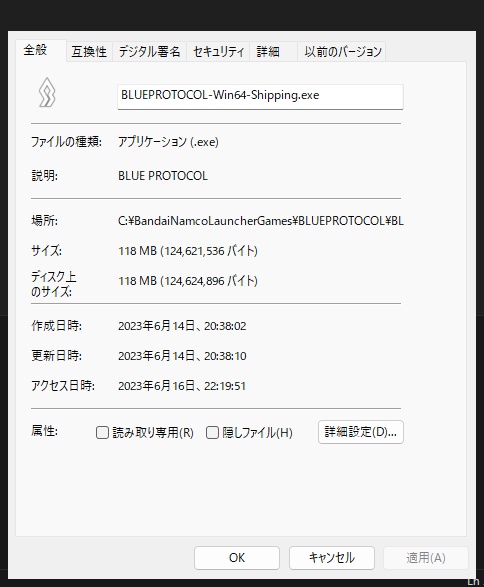 全般 互換性 デジタル署名 セキュリティ 詳細 以前のバージョン
BLUEPROTOCOL-Win64-Shipping.exe
ファイルの種類: アプリケーション (.exe)
説明: BLUE PROTOCOL
場所: C:¥BandaiNamcoLauncherGames¥BLUEPROTOCOL¥BL
サイズ: 118 MB (124,621,536 バイト)
ディスク上
のサイズ: 118 MB (124,624,896 バイト)
作成日時: 2023年6月14日、20:38:02
更新日時: 2023年6月14日、20:38:10
アクセス日時: 2023年6月16日、22:19:51
属性: 読み取り専用(R) 隠しファイル(H) 詳細設定(D)...
OK キャンセル 適用(A)